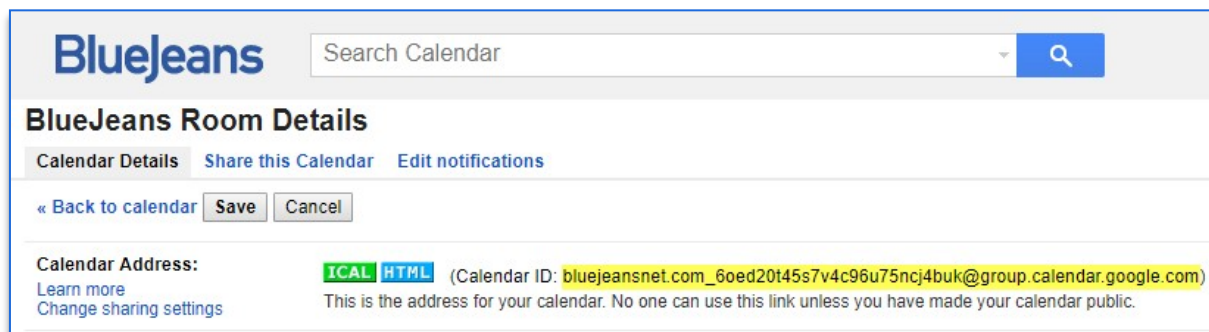 BlueJeans
Search Calendar
BlueJeans Room Details
Calendar Details Share this Calendar Edit notifications
« Back to calendar Save Cancel
Calendar Address:
Learn more
Change sharing settings
ICAL HTML (Calendar ID: bluejeansnet.com_6oed20t45s7v4c96u75ncj4buk@group.calendar.google.com)
This is the address for your calendar. No one can use this link unless you have made your calendar public.